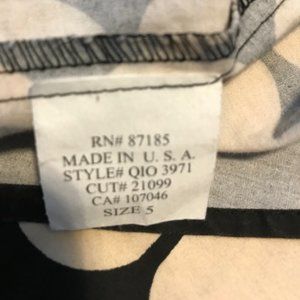 RN# 87185
MADE IN U. S. A.
STYLE# QIO 3971
CUT# 21099
CA# 107046
SIZE 5